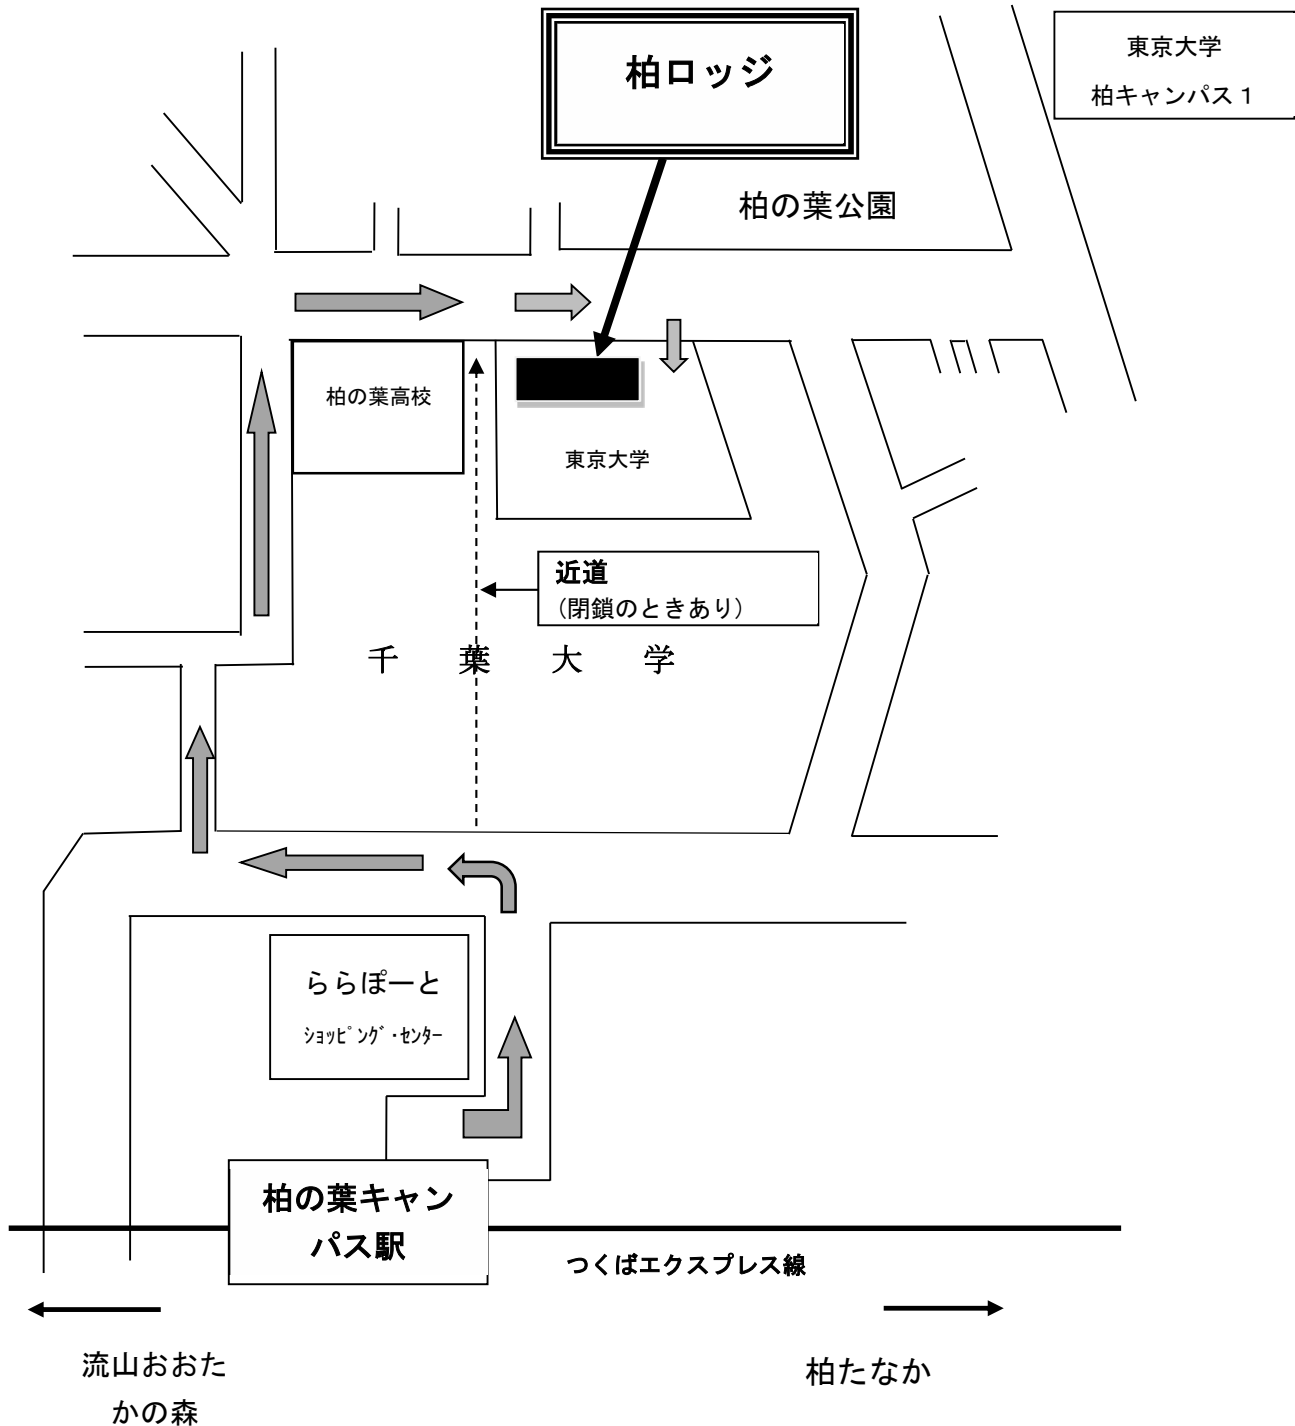 柏ロッジ
東京大学
柏キャンパス１
柏の葉公園
柏の葉高校
東京大学
近道
(閉鎖のときあり)
千　葉　大　学
ららぽーと
ｼｮｯﾋﾟﾝｸﾞ・ｾﾝﾀｰ
柏の葉キャン
パス駅
つくばエクスプレス線
流山おおた
かの森
柏たなか